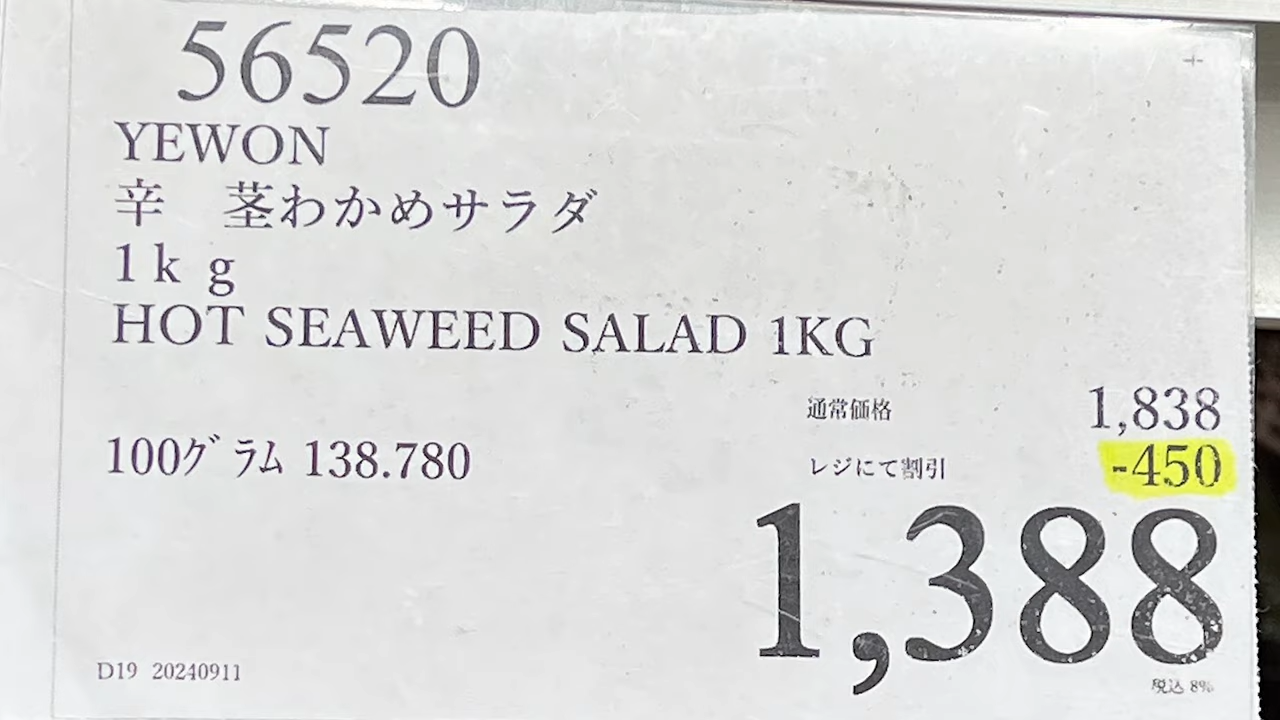 56520
YEWON
辛　茎わかめサラダ
1kg
HOT SEAWEED SALAD 1KG
通常価格 1,838
100ｸﾞﾗﾑ 138.780 レジにて割引 -450
1,388
D19 20240911 税込 8%